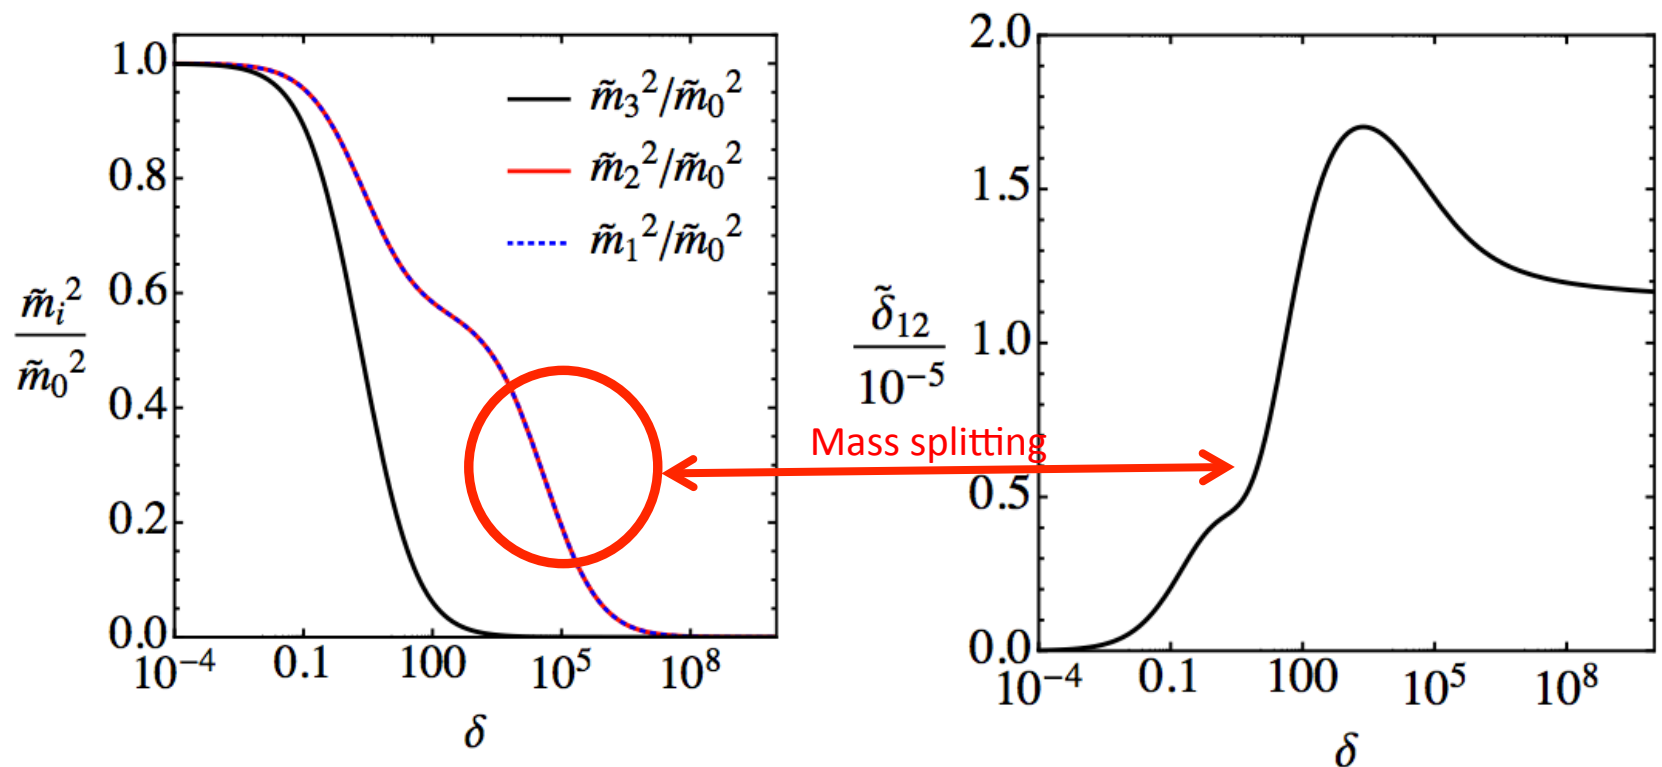 1.0
0.8
0.6
0.4
0.2
0.0
10⁻⁴
0.1
100
10⁵
10⁸
δ
m̃ᵢ²
m̃₀²
m̃₃²/m̃₀²
m̃₂²/m̃₀²
m̃₁²/m̃₀²
Mass splitting
2.0
1.5
1.0
0.5
0.0
10⁻⁴
0.1
100
10⁵
10⁸
δ
δ̃₁₂
10⁻⁵